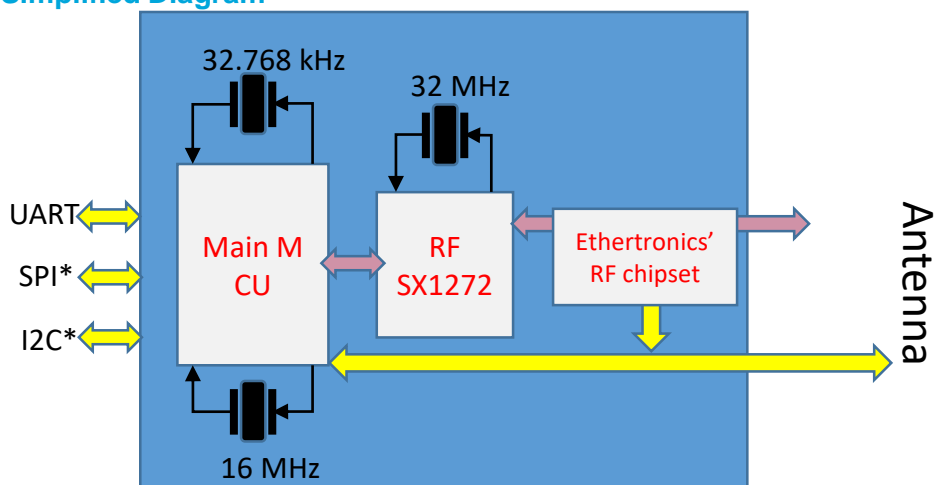 Simplified Diagram
32.768 kHz
32 MHz
UART
SPI*
I2C*
Main M
CU
RF
SX1272
Ethertronics’
RF chipset
Antenna
16 MHz